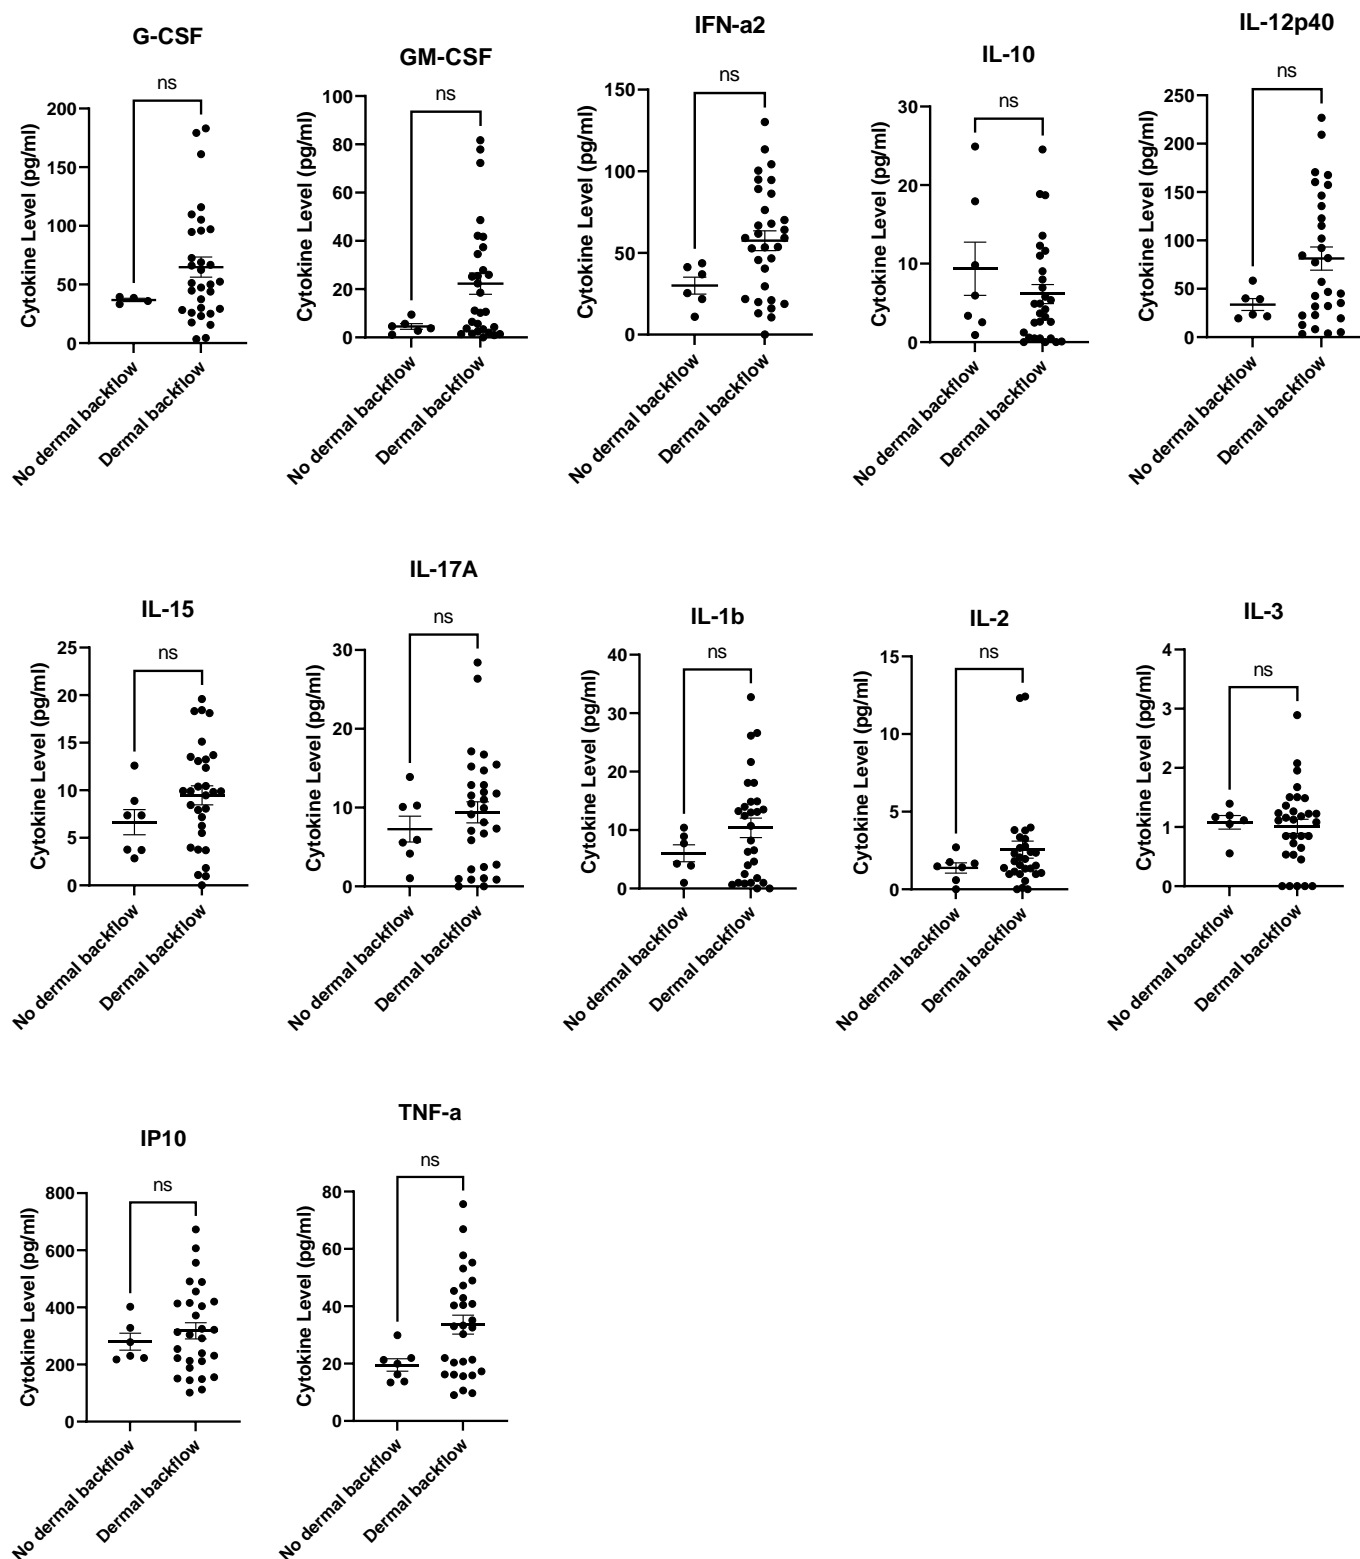 G-CSF
ns
Cytokine Level (pg/ml)
200
150
100
50
0
No dermal backflow
Dermal backflow
GM-CSF
ns
Cytokine Level (pg/ml)
100
80
60
40
20
0
No dermal backflow
Dermal backflow
IFN-a2
ns
Cytokine Level (pg/ml)
150
100
50
0
No dermal backflow
Dermal backflow
IL-10
ns
Cytokine Level (pg/ml)
30
20
10
0
No dermal backflow
Dermal backflow
IL-12p40
ns
Cytokine Level (pg/ml)
250
200
150
100
50
0
No dermal backflow
Dermal backflow
IL-15
ns
Cytokine Level (pg/ml)
25
20
15
10
5
0
No dermal backflow
Dermal backflow
IL-17A
ns
Cytokine Level (pg/ml)
30
20
10
0
No dermal backflow
Dermal backflow
IL-1b
ns
Cytokine Level (pg/ml)
40
30
20
10
0
No dermal backflow
Dermal backflow
IL-2
ns
Cytokine Level (pg/ml)
15
10
5
0
No dermal backflow
Dermal backflow
IL-3
ns
Cytokine Level (pg/ml)
4
3
2
1
0
No dermal backflow
Dermal backflow
IP10
ns
Cytokine Level (pg/ml)
800
600
400
200
0
No dermal backflow
Dermal backflow
TNF-a
ns
Cytokine Level (pg/ml)
80
60
40
20
0
No dermal backflow
Dermal backflow